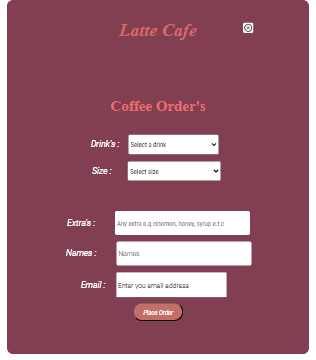 Latte Cafe
Coffee Order's
Drink's : Select a drink
Size : Select size
Extra's : Any extra e.g cinomon, honey, syrup e.t.c
Names : Names
Email : Enter you email address
Place Order